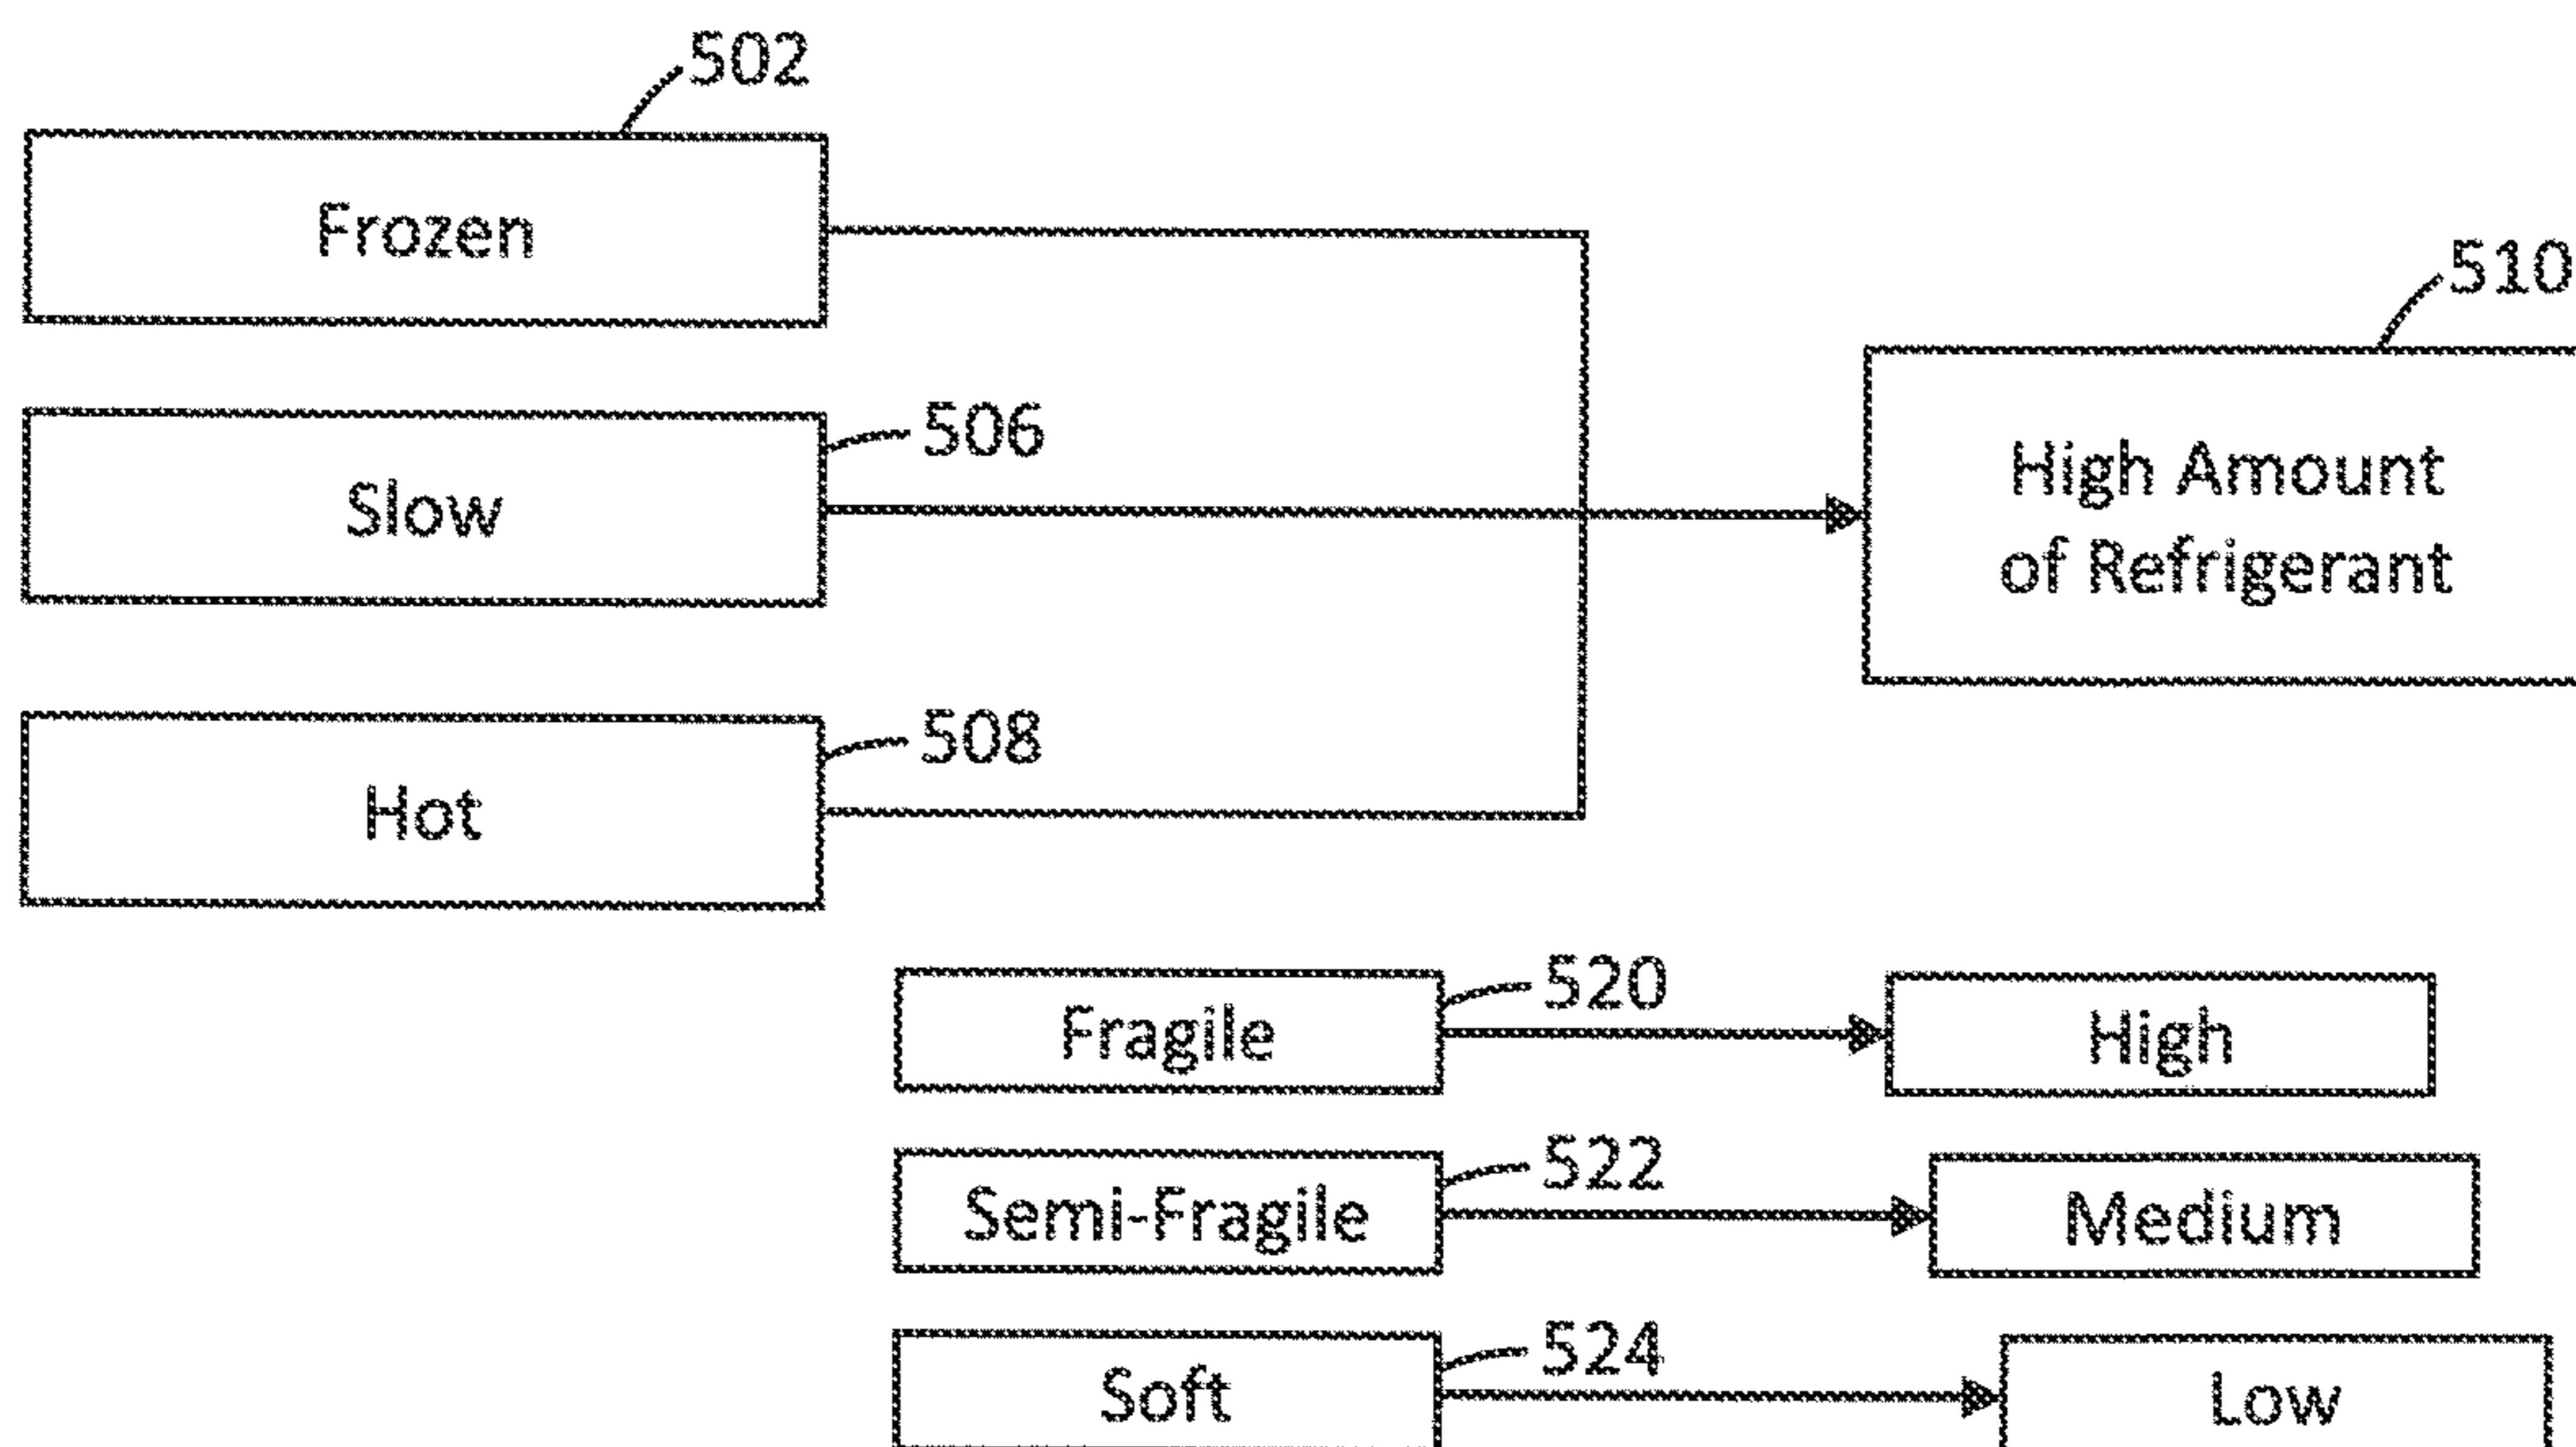 502
Frozen
510
506
Slow
High Amount
of Refrigerant
508
Hot
520
Fragile
High
522
Semi-Fragile
Medium
524
Soft
Low